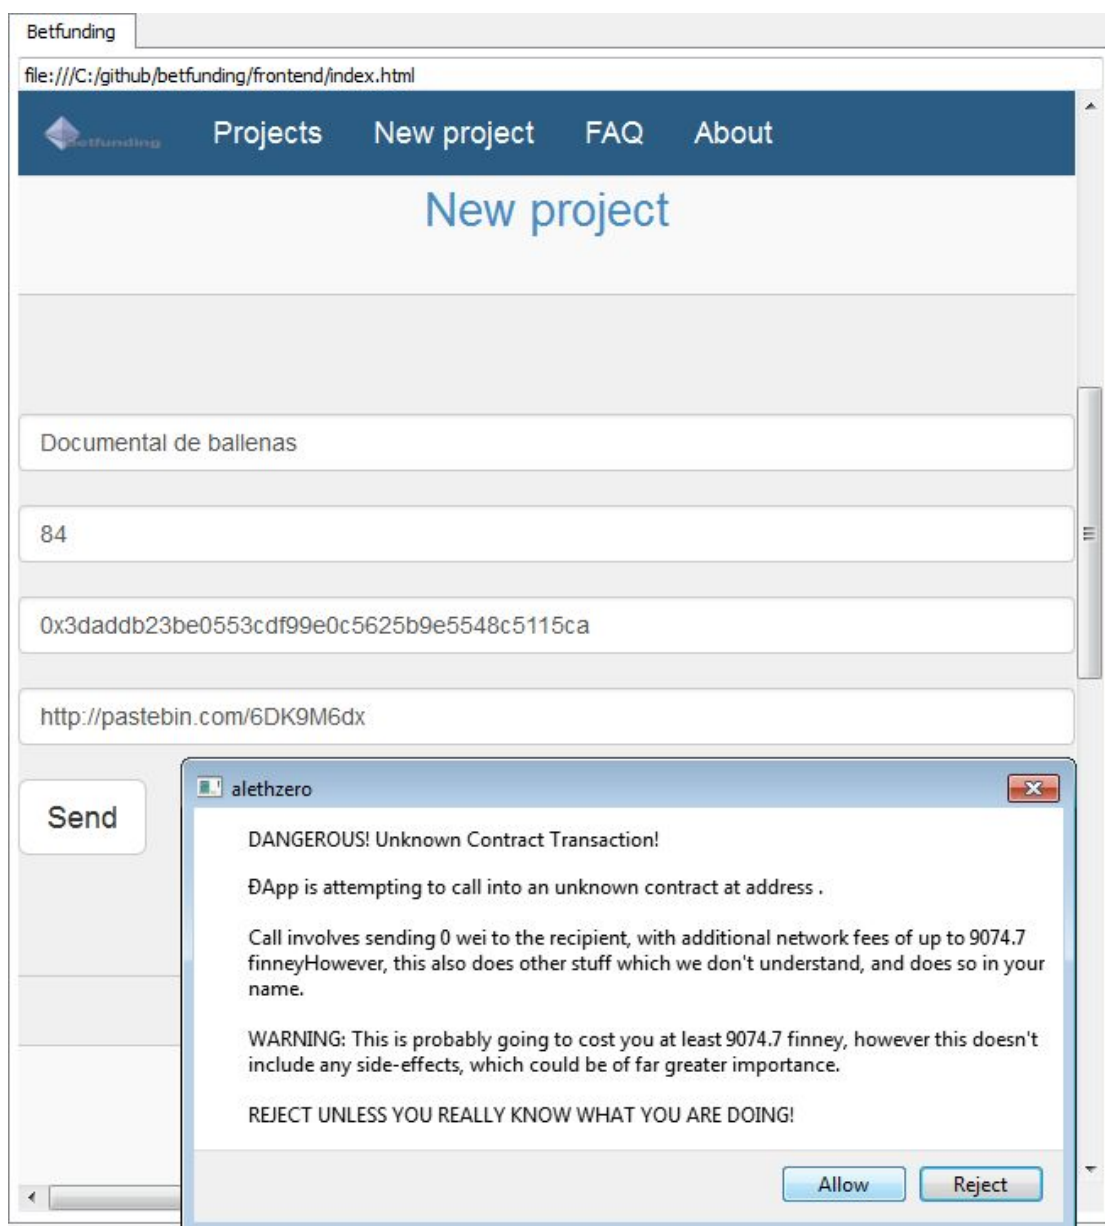 Betfunding
file:///C:/github/betfunding/frontend/index.html
Betfunding Projects New project FAQ About
New project
Documental de ballenas
84
0x3daddb23be0553cdf99e0c5625b9e5548c5115ca
http://pastebin.com/6DK9M6dx
Send
alethzero
DANGEROUS! Unknown Contract Transaction!
ÐApp is attempting to call into an unknown contract at address .
Call involves sending 0 wei to the recipient, with additional network fees of up to 9074.7
finneyHowever, this also does other stuff which we don't understand, and does so in your
name.
WARNING: This is probably going to cost you at least 9074.7 finney, however this doesn't
include any side-effects, which could be of far greater importance.
REJECT UNLESS YOU REALLY KNOW WHAT YOU ARE DOING!
Allow Reject